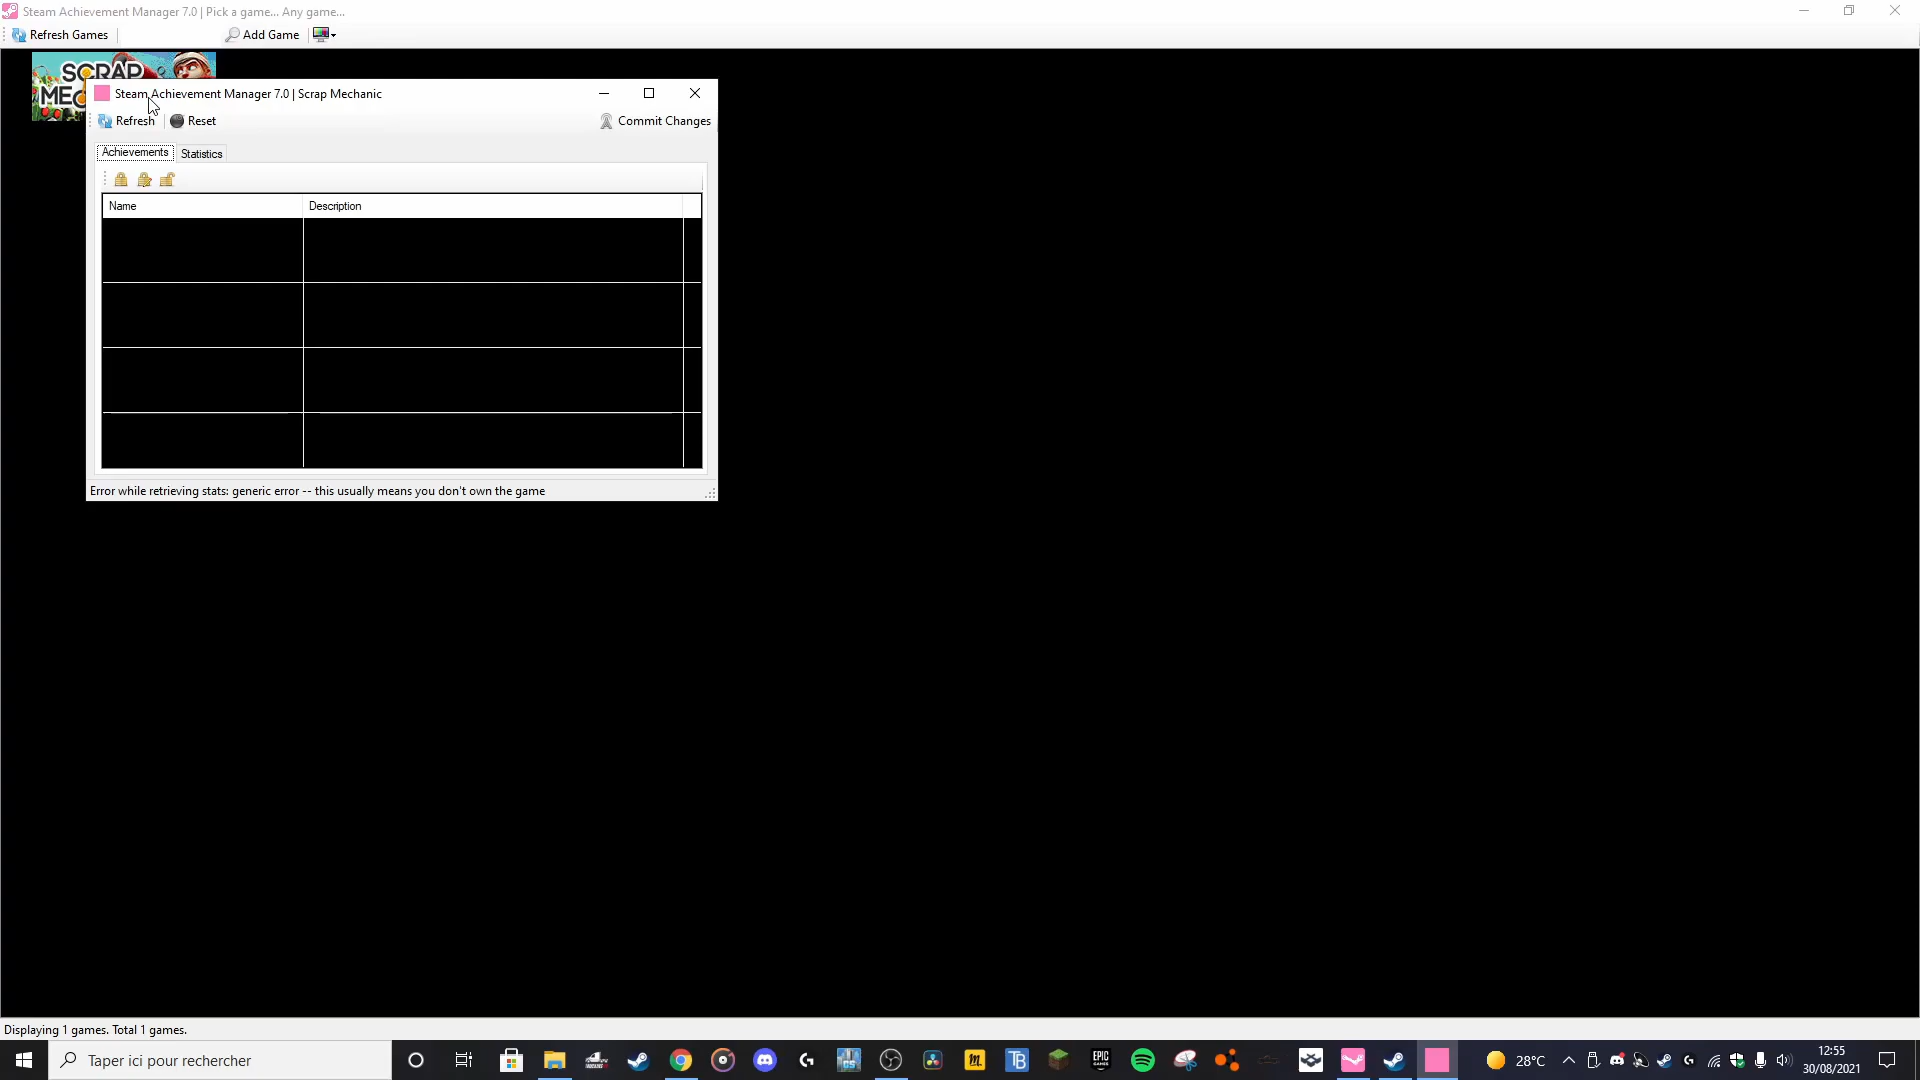 Steam Achievement Manager 7.0 | Pick a game... Any game...
Refresh Games
Add Game
SCRAP
ME
Steam Achievement Manager 7.0 | Scrap Mechanic
Refresh
Reset
Commit Changes
Achievements
Statistics
Name
Description
Error while retrieving stats: generic error -- this usually means you don't own the game
Displaying 1 games. Total 1 games.
Taper ici pour rechercher
EPIC
GAMES
28°C
12:55
30/08/2021